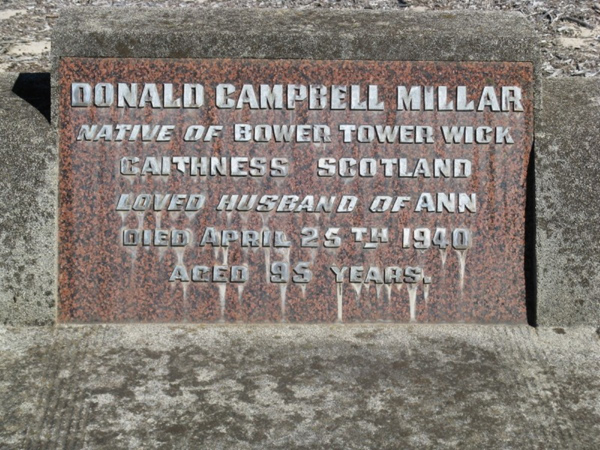 DONALD CAMPBELL MILLAR
NATIVE OF BOWER TOWER WICK
CAITHNESS SCOTLAND
LOVED HUSBAND OF ANN
DIED APRIL 25TH 1940
AGED 95 YEARS.